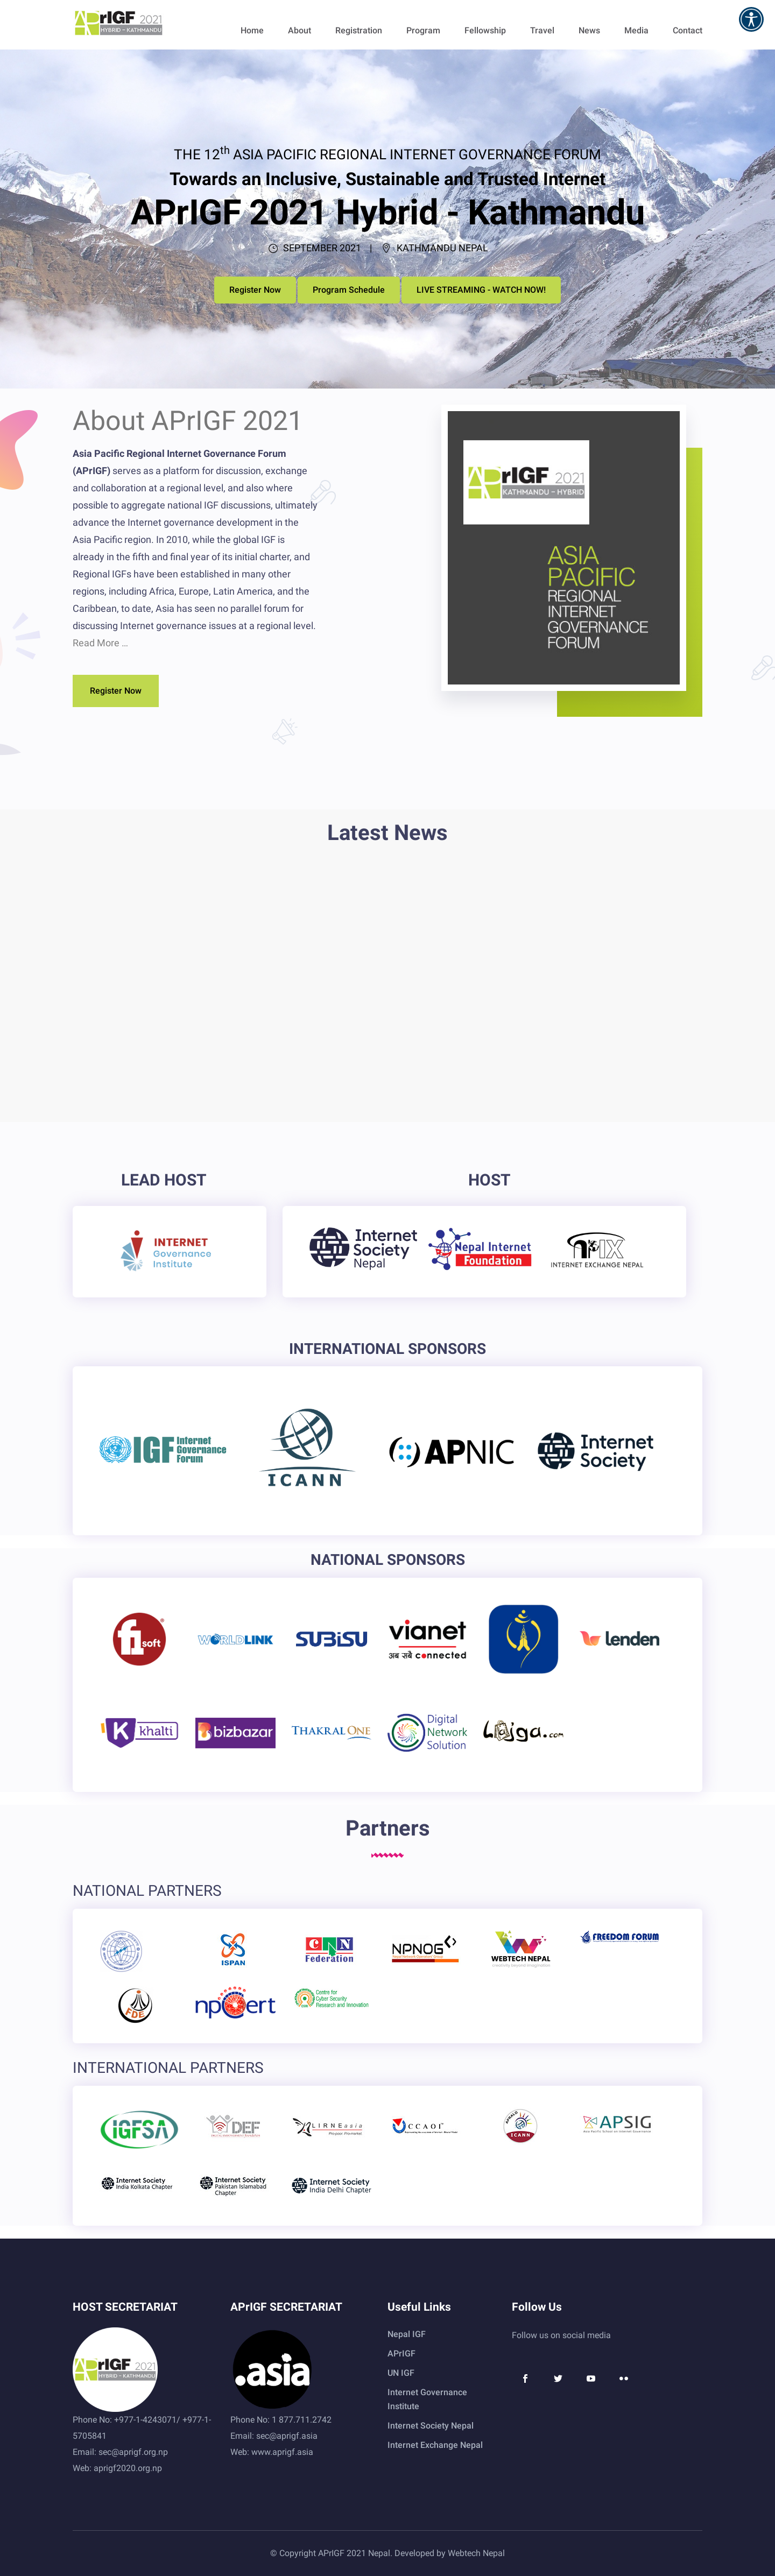 APrIGF 2021
HYBRID - KATHMANDU
Home About Registration Program Fellowship Travel News Media Contact
THE 12th ASIA PACIFIC REGIONAL INTERNET GOVERNANCE FORUM
Towards an Inclusive, Sustainable and Trusted Internet
APrIGF 2021 Hybrid - Kathmandu
SEPTEMBER 2021 | KATHMANDU NEPAL
Register Now Program Schedule LIVE STREAMING - WATCH NOW!
About APrIGF 2021
Asia Pacific Regional Internet Governance Forum
(APrIGF) serves as a platform for discussion, exchange
and collaboration at a regional level, and also where
possible to aggregate national IGF discussions, ultimately
advance the Internet governance development in the
Asia Pacific region. In 2010, while the global IGF is
already in the fifth and final year of its initial charter, and
Regional IGFs have been established in many other
regions, including Africa, Europe, Latin America, and the
Caribbean, to date, Asia has seen no parallel forum for
discussing Internet governance issues at a regional level.
Read More ...
Register Now
APrIGF 2021
KATHMANDU - HYBRID
ASIA
PACIFIC
REGIONAL
INTERNET
GOVERNANCE
FORUM
Latest News
LEAD HOST
INTERNET
Governance
Institute
HOST
Internet
Society
Nepal
Nepal Internet
Foundation
INTERNET EXCHANGE NEPAL
INTERNATIONAL SPONSORS
IGF Internet
Governance
Forum
ICANN
APNIC
Internet
Society
NATIONAL SPONSORS
f1soft
WORLDLINK
SUBISU
vianet
अब सबै connected
lenden
khalti
bizbazar
THAKRAL ONE
Digital
Network
Solution
Laiga.com
Partners
NATIONAL PARTNERS
ISPAN
CAN
Federation
NPNOG
WEBTECH NEPAL
FREEDOM FORUM
FDE
npCert
Centre for
Cyber Security
Research and Innovation
INTERNATIONAL PARTNERS
IGFSA
DEF
LIRNEasia
CCAOI
ICANN
APSIG
Internet Society
India Kolkata Chapter
Internet Society
Pakistan Islamabad
Chapter
Internet Society
India Delhi Chapter
HOST SECRETARIAT
APrIGF 2021
HYBRID - KATHMANDU
Phone No: +977-1-4243071/ +977-1-
5705841
Email: sec@aprigf.org.np
Web: aprigf2020.org.np
APrIGF SECRETARIAT
.asia
Phone No: 1 877.711.2742
Email: sec@aprigf.asia
Web: www.aprigf.asia
Useful Links
Nepal IGF
APrIGF
UN IGF
Internet Governance
Institute
Internet Society Nepal
Internet Exchange Nepal
Follow Us
Follow us on social media
© Copyright APrIGF 2021 Nepal. Developed by Webtech Nepal